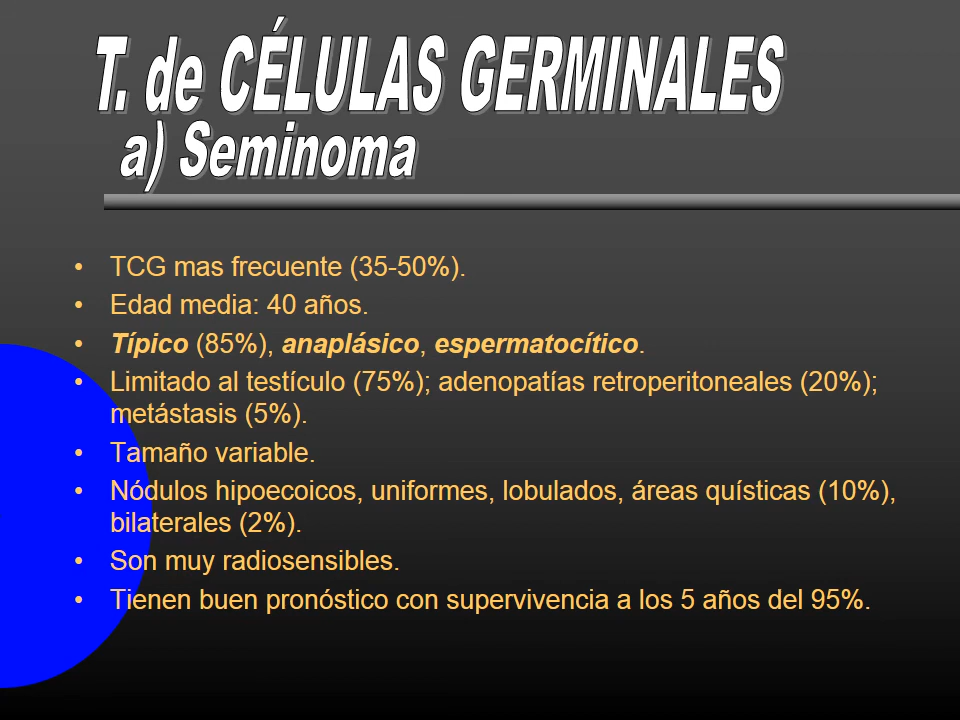 T. de CÉLULAS GERMINALES
a) Seminoma
• TCG mas frecuente (35-50%).
• Edad media: 40 años.
• Típico (85%), anaplásico, espermatocítico.
• Limitado al testículo (75%); adenopatías retroperitoneales (20%);
metástasis (5%).
• Tamaño variable.
• Nódulos hipoecoicos, uniformes, lobulados, áreas quísticas (10%),
bilaterales (2%).
• Son muy radiosensibles.
• Tienen buen pronóstico con supervivencia a los 5 años del 95%.